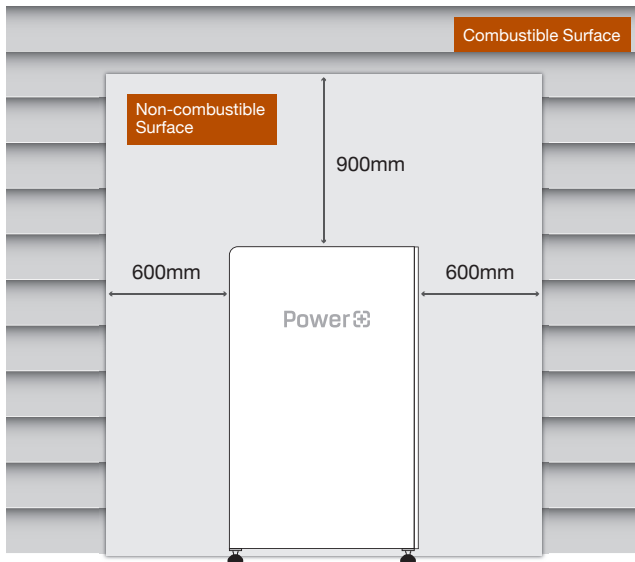 Combustible Surface
Non-combustible
Surface
900mm
600mm
600mm
Power